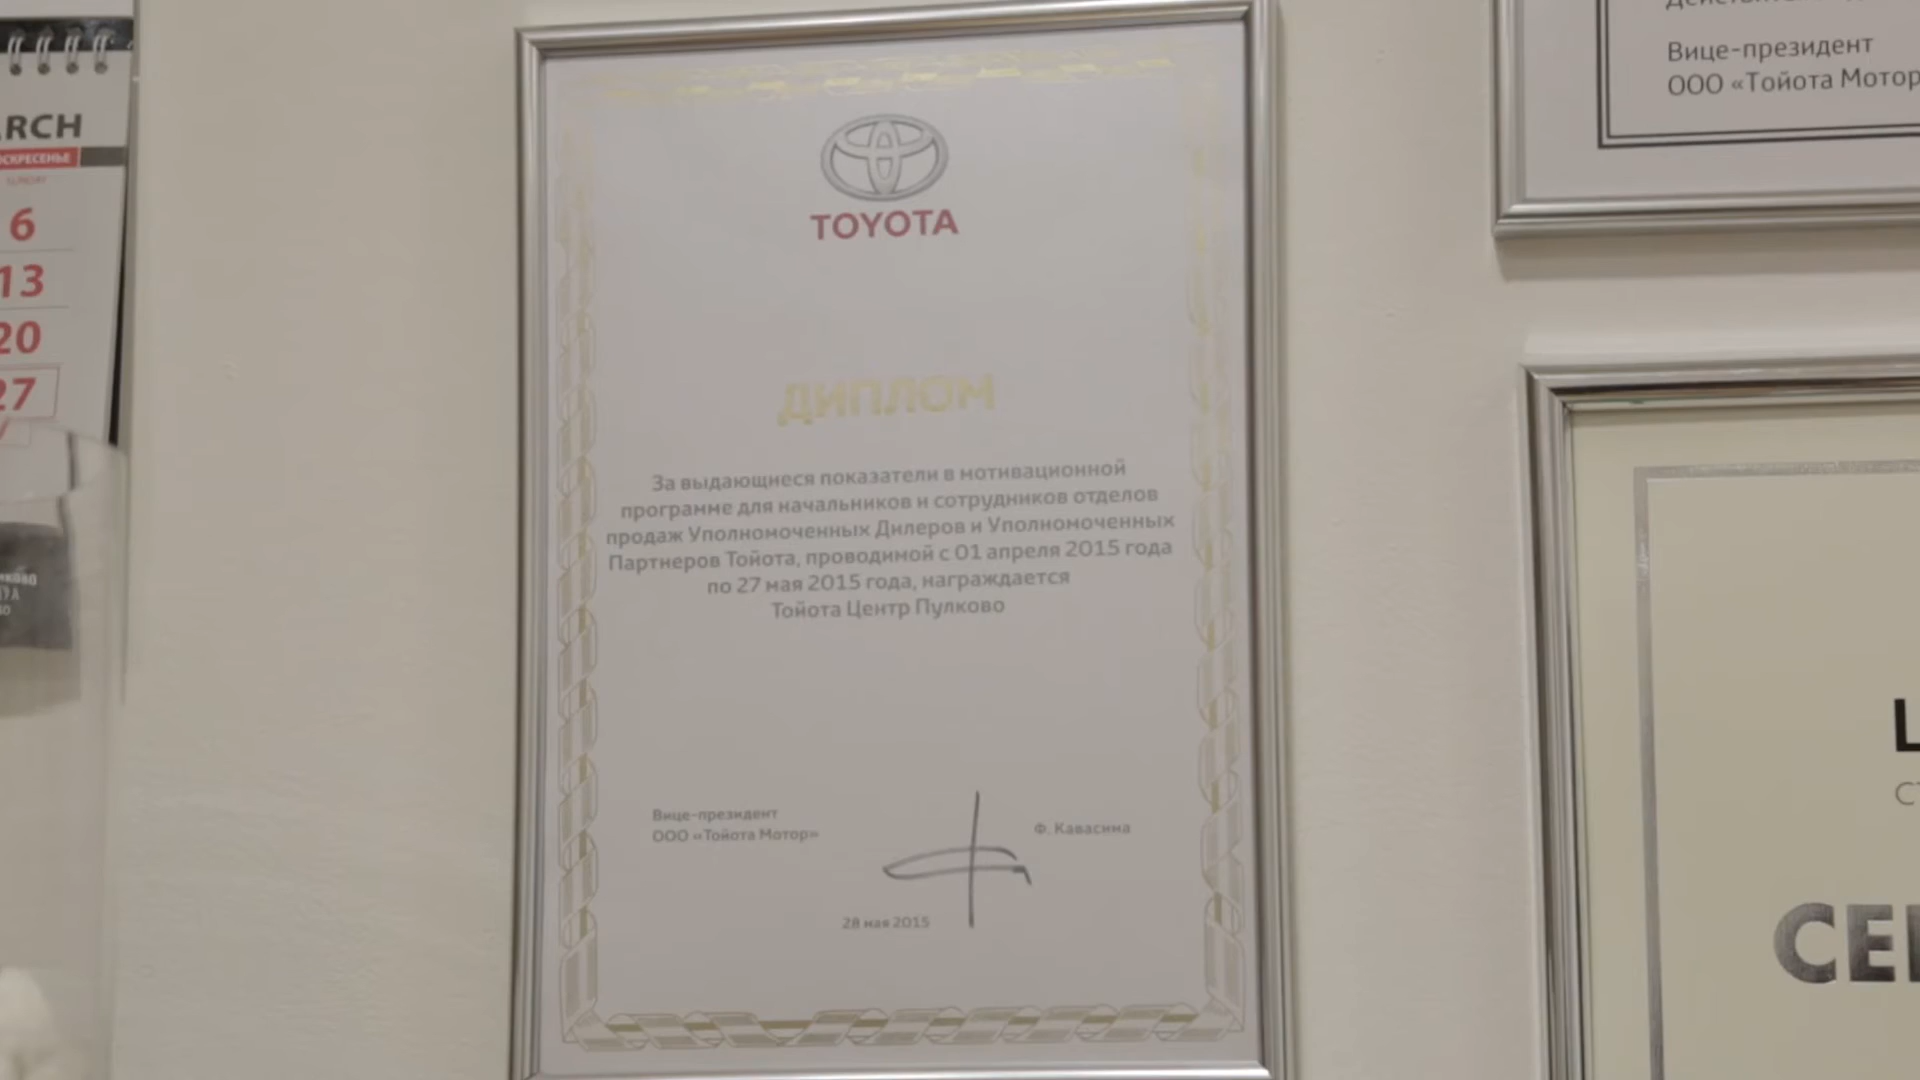 RCH
SUNDAY
6
13
20
27
TOYOTA
ДИПЛОМ
За выдающиеся показатели в мотивационной
программе для начальников и сотрудников отделов
продаж Уполномоченных Дилеров и Уполномоченных
Партнеров Тойота, проводимой с 01 апреля 2015 года
по 27 мая 2015 года, награждается
Тойота Центр Пулково
Вице-президент
ООО «Тойота Мотор»
Ф. Кавасима
28 мая 2015
Вице-президент
ООО «Тойота Мотор